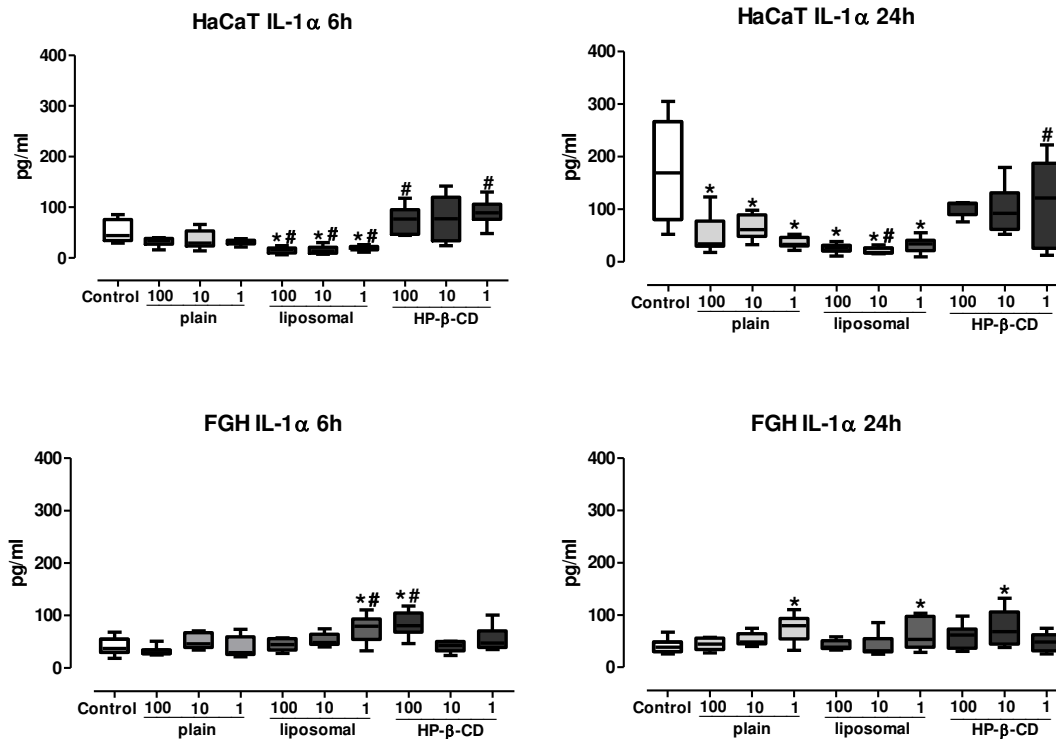 HaCaT IL-1α 6h
400
300
200
100
0
pg/ml
* # * # * #
# #
Control 100 10 1 100 10 1 100 10 1
plain liposomal HP-β-CD
HaCaT IL-1α 24h
400
300
200
100
0
pg/ml
* * * * *# * #
Control 100 10 1 100 10 1 100 10 1
plain liposomal HP-β-CD
FGH IL-1α 6h
400
300
200
100
0
pg/ml
*# *#
Control 100 10 1 100 10 1 100 10 1
plain liposomal HP-β-CD
FGH IL-1α 24h
400
300
200
100
0
pg/ml
* * *
Control 100 10 1 100 10 1 100 10 1
plain liposomal HP-β-CD